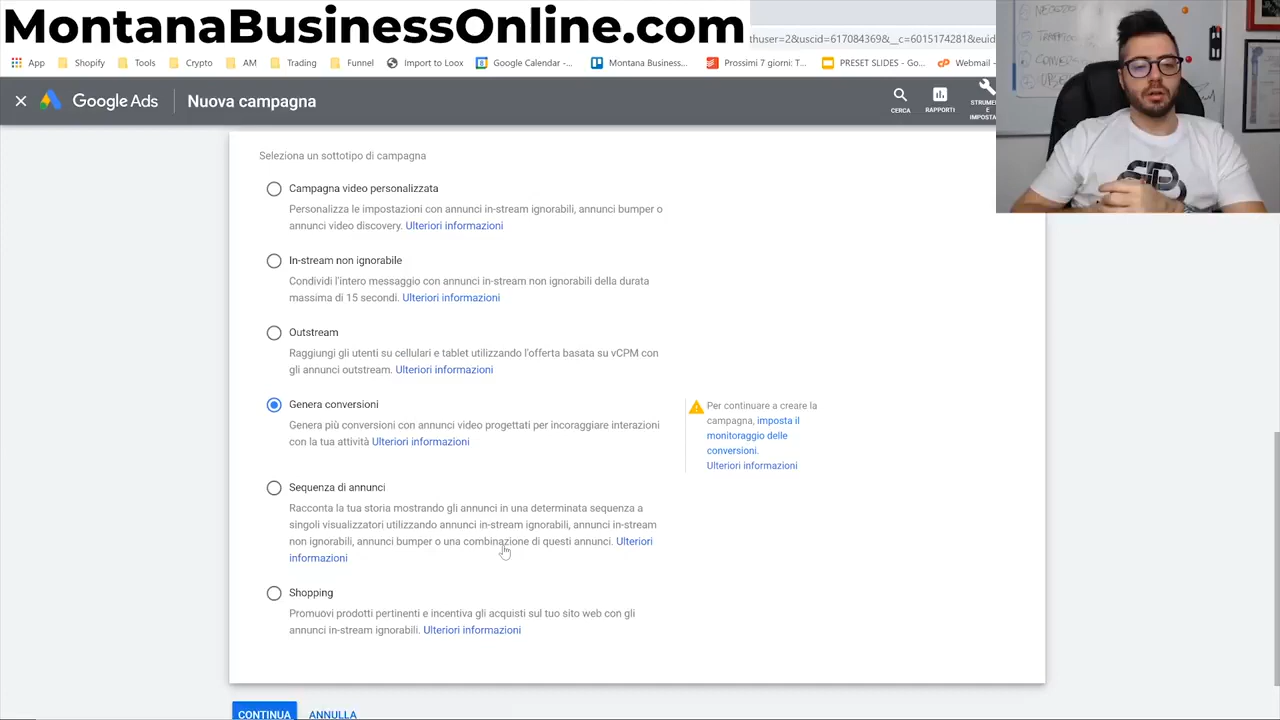 MontanaBusinessOnline.com
thuser=2&uscid=617084369&__c=6015174281&euid
App Shopify Tools Crypto AM Trading Funnel Import to Loox Google Calendar -... Montana Business... Prossimi 7 giorni: T... PRESET SLIDES - Go... Webmail -
Google Ads Nuova campagna
CERCA
RAPPORTI
STRUME
E
IMPOSTA
Seleziona un sottotipo di campagna
Campagna video personalizzata
Personalizza le impostazioni con annunci in-stream ignorabili, annunci bumper o
annunci video discovery. Ulteriori informazioni
In-stream non ignorabile
Condividi l'intero messaggio con annunci in-stream non ignorabili della durata
massima di 15 secondi. Ulteriori informazioni
Outstream
Raggiungi gli utenti su cellulari e tablet utilizzando l'offerta basata su vCPM con
gli annunci outstream. Ulteriori informazioni
Genera conversioni
Genera più conversioni con annunci video progettati per incoraggiare interazioni
con la tua attività Ulteriori informazioni
Per continuare a creare la
campagna, imposta il
monitoraggio delle
conversioni.
Ulteriori informazioni
Sequenza di annunci
Racconta la tua storia mostrando gli annunci in una determinata sequenza a
singoli visualizzatori utilizzando annunci in-stream ignorabili, annunci in-stream
non ignorabili, annunci bumper o una combinazione di questi annunci. Ulteriori
informazioni
Shopping
Promuovi prodotti pertinenti e incentiva gli acquisti sul tuo sito web con gli
annunci in-stream ignorabili. Ulteriori informazioni
CONTINUA ANNULLA